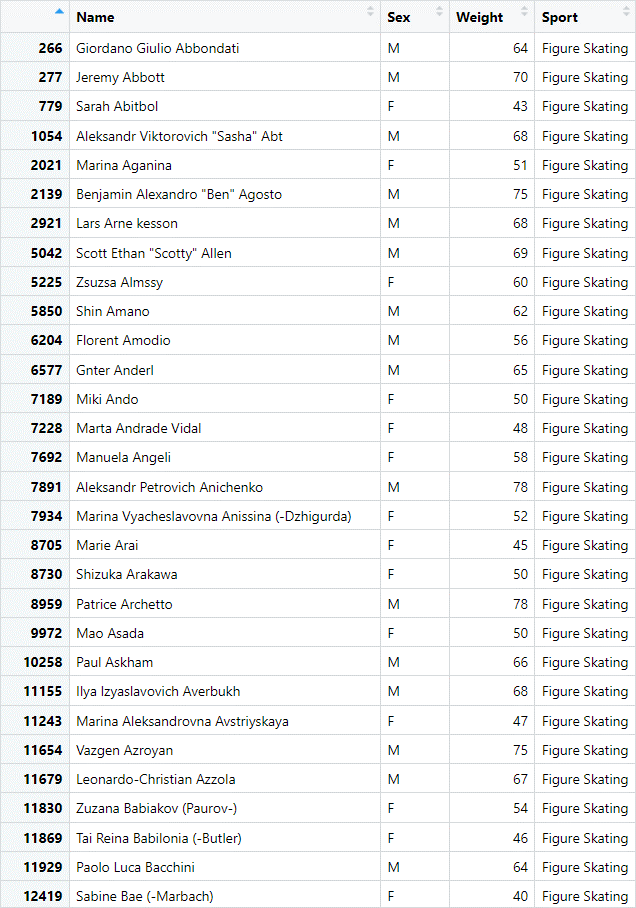 Name Sex Weight Sport
266 Giordano Giulio Abbondati M 64 Figure Skating
277 Jeremy Abbott M 70 Figure Skating
779 Sarah Abitbol F 43 Figure Skating
1054 Aleksandr Viktorovich "Sasha" Abt M 68 Figure Skating
2021 Marina Aganina F 51 Figure Skating
2139 Benjamin Alexandro "Ben" Agosto M 75 Figure Skating
2921 Lars Arne kesson M 68 Figure Skating
5042 Scott Ethan "Scotty" Allen M 69 Figure Skating
5225 Zsuzsa Almssy F 60 Figure Skating
5850 Shin Amano M 62 Figure Skating
6204 Florent Amodio M 56 Figure Skating
6577 Gnter Anderl M 65 Figure Skating
7189 Miki Ando F 50 Figure Skating
7228 Marta Andrade Vidal F 48 Figure Skating
7692 Manuela Angeli F 58 Figure Skating
7891 Aleksandr Petrovich Anichenko M 78 Figure Skating
7934 Marina Vyacheslavovna Anissina (-Dzhigurda) F 52 Figure Skating
8705 Marie Arai F 45 Figure Skating
8730 Shizuka Arakawa F 50 Figure Skating
8959 Patrice Archetto M 78 Figure Skating
9972 Mao Asada F 50 Figure Skating
10258 Paul Askham M 66 Figure Skating
11155 Ilya Izyaslavovich Averbukh M 68 Figure Skating
11243 Marina Aleksandrovna Avstriyskaya F 47 Figure Skating
11654 Vazgen Azroyan M 75 Figure Skating
11679 Leonardo-Christian Azzola M 67 Figure Skating
11830 Zuzana Babiakov (Paurov-) F 54 Figure Skating
11869 Tai Reina Babilonia (-Butler) F 46 Figure Skating
11929 Paolo Luca Bacchini M 64 Figure Skating
12419 Sabine Bae (-Marbach) F 40 Figure Skating